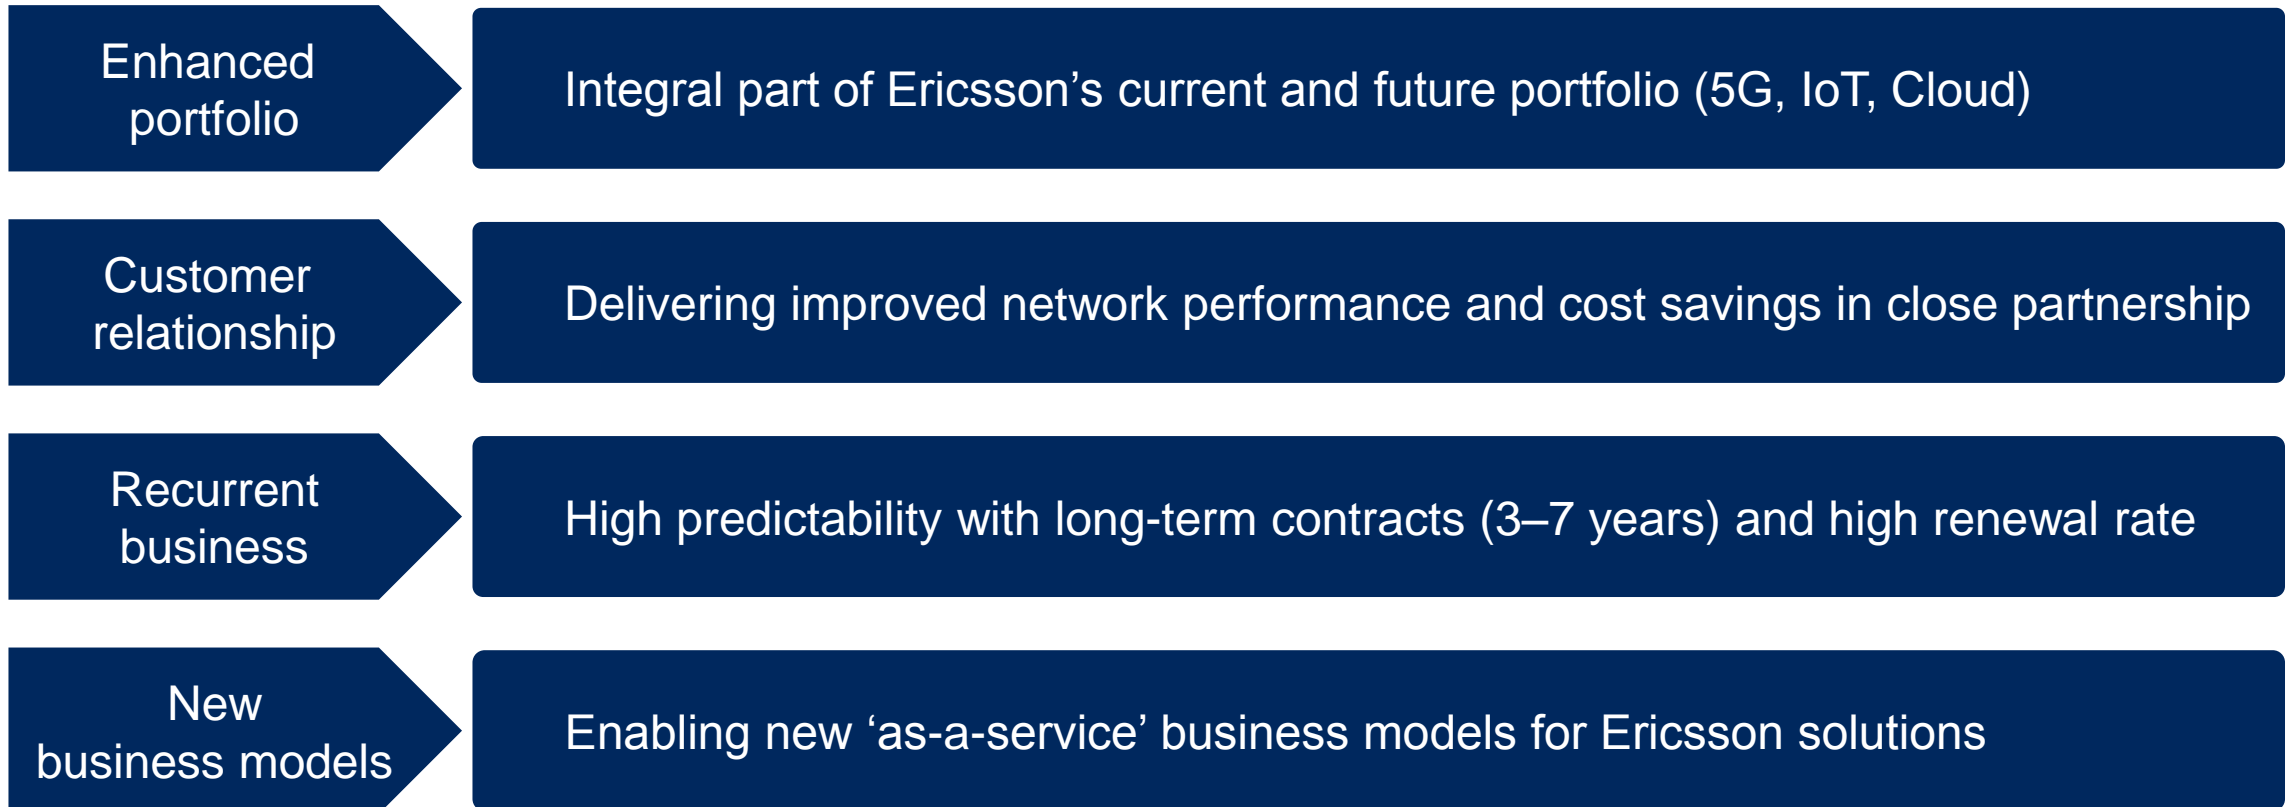 Enhanced
portfolio
Integral part of Ericsson’s current and future portfolio (5G, IoT, Cloud)
Customer
relationship
Delivering improved network performance and cost savings in close partnership
Recurrent
business
High predictability with long-term contracts (3–7 years) and high renewal rate
New
business models
Enabling new ‘as-a-service’ business models for Ericsson solutions